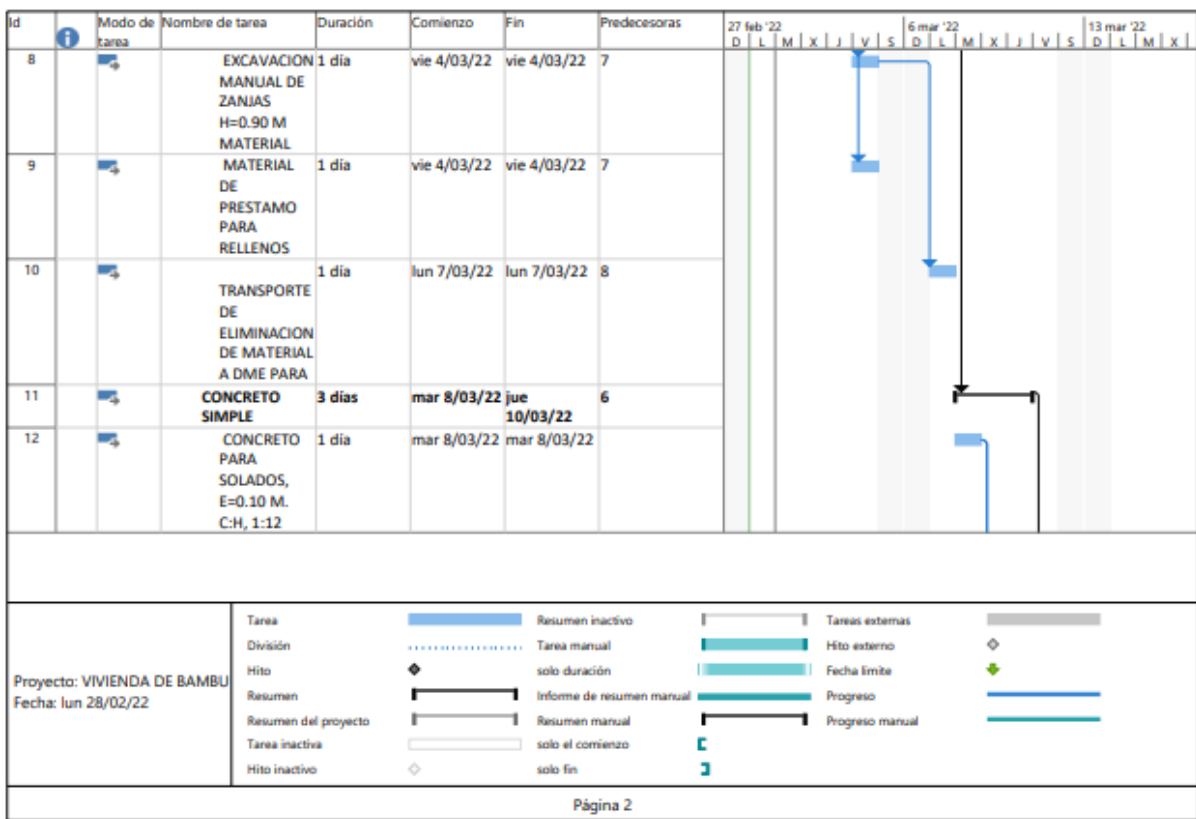 Id Modo de Nombre de tarea Duración Comienzo Fin Predecesoras 27 feb '22 6 mar '22 13 mar '22
tarea D L M X J V S D L M X J V S D L M X
8 EXCAVACION 1 día vie 4/03/22 vie 4/03/22 7
MANUAL DE
ZANJAS
H=0.90 M
MATERIAL
9 MATERIAL 1 día vie 4/03/22 vie 4/03/22 7
DE
PRESTAMO
PARA
RELLENOS
10 1 día lun 7/03/22 lun 7/03/22 8
TRANSPORTE
DE
ELIMINACION
DE MATERIAL
A DME PARA
11 CONCRETO 3 días mar 8/03/22 jue 6
SIMPLE 10/03/22
12 CONCRETO 1 día mar 8/03/22 mar 8/03/22
PARA
SOLADOS,
E=0.10 M.
C:H, 1:12
Proyecto: VIVIENDA DE BAMBU
Fecha: lun 28/02/22
Tarea Resumen inactivo Tareas externas
División Tarea manual Hito externo
Hito solo duración Fecha límite
Resumen Informe de resumen manual Progreso
Resumen del proyecto Resumen manual Progreso manual
Tarea inactiva solo el comienzo
Hito inactivo solo fin
Página 2